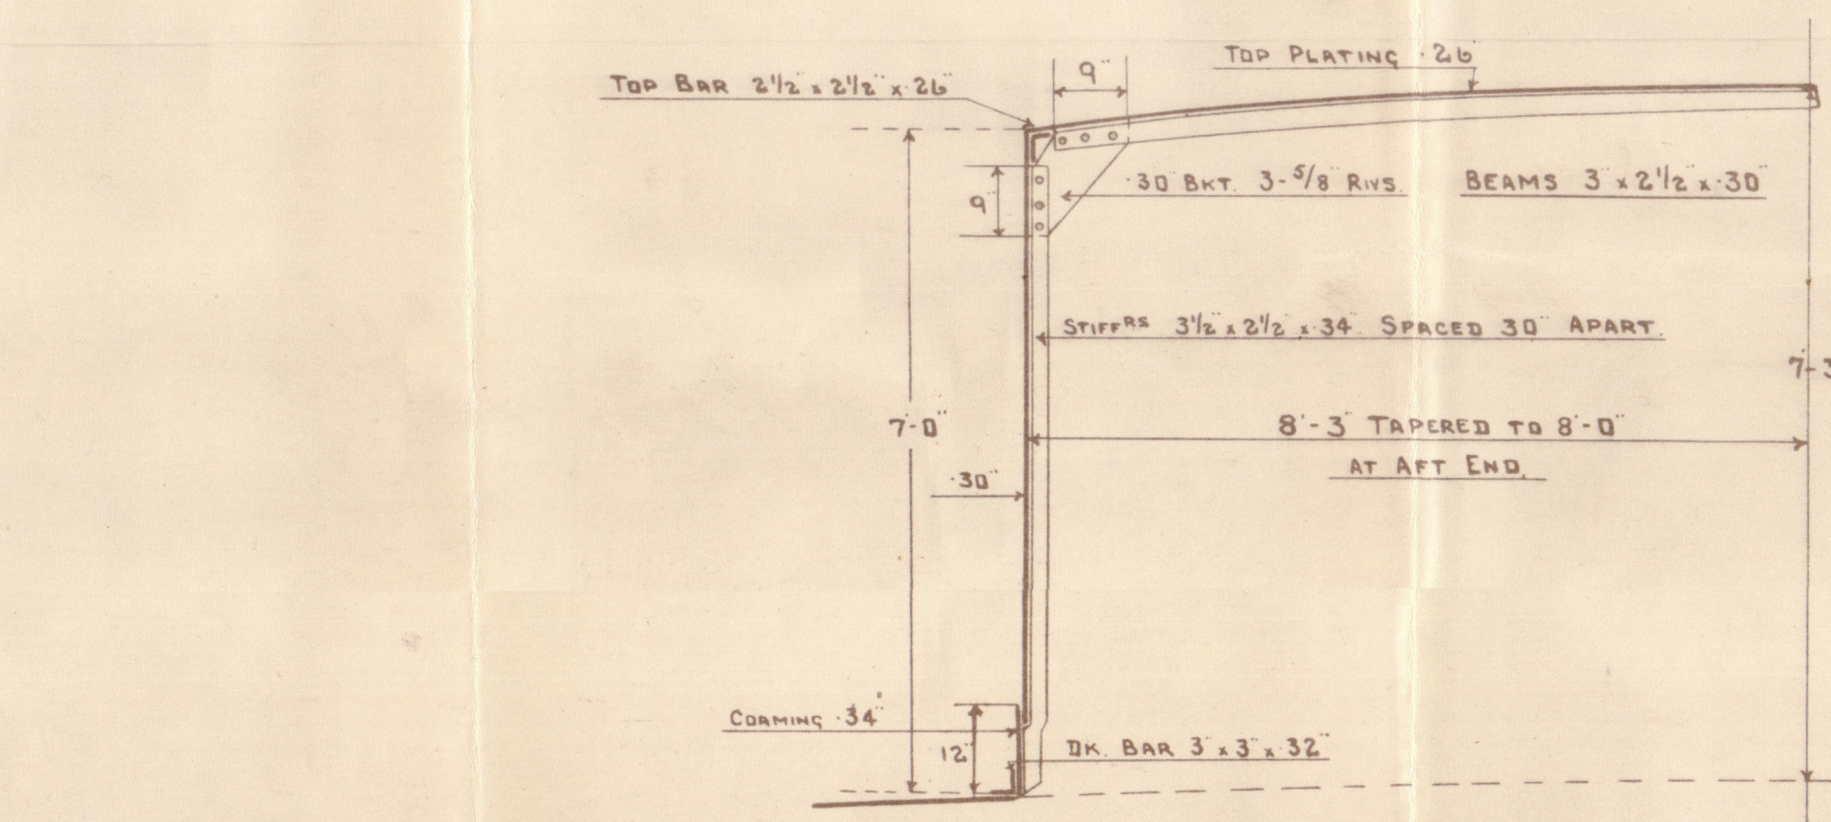 TOP PLATING ·26"
9"
TOP BAR 2½" x 2½" x ·26"
·30" BKT. 3-5/8" RIVS.
BEAMS 3" x 2½" x ·30"
9"
STIFFRS 3½" x 2½" x ·34" SPACED 30" APART.
7'-3
7'-0"
8'-3" TAPERED TO 8'-0"
AT AFT END.
·30"
COAMING ·34"
12"
DK. BAR 3" x 3" x ·32"